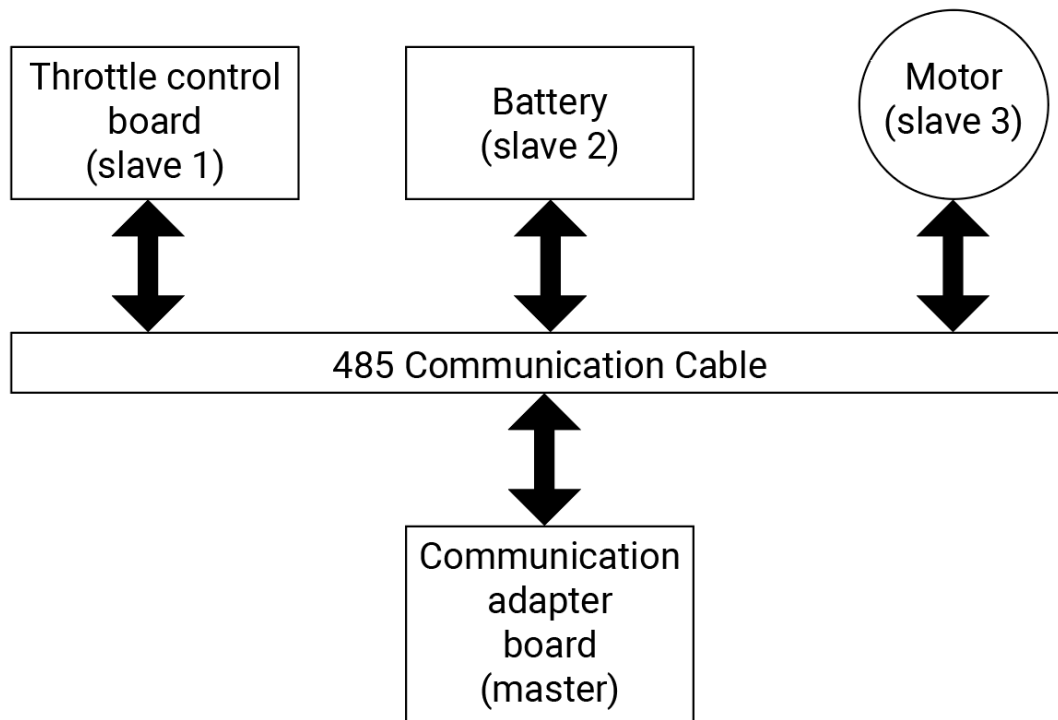 Throttle control
board
(slave 1)
Battery
(slave 2)
Motor
(slave 3)
485 Communication Cable
Communication
adapter
board
(master)